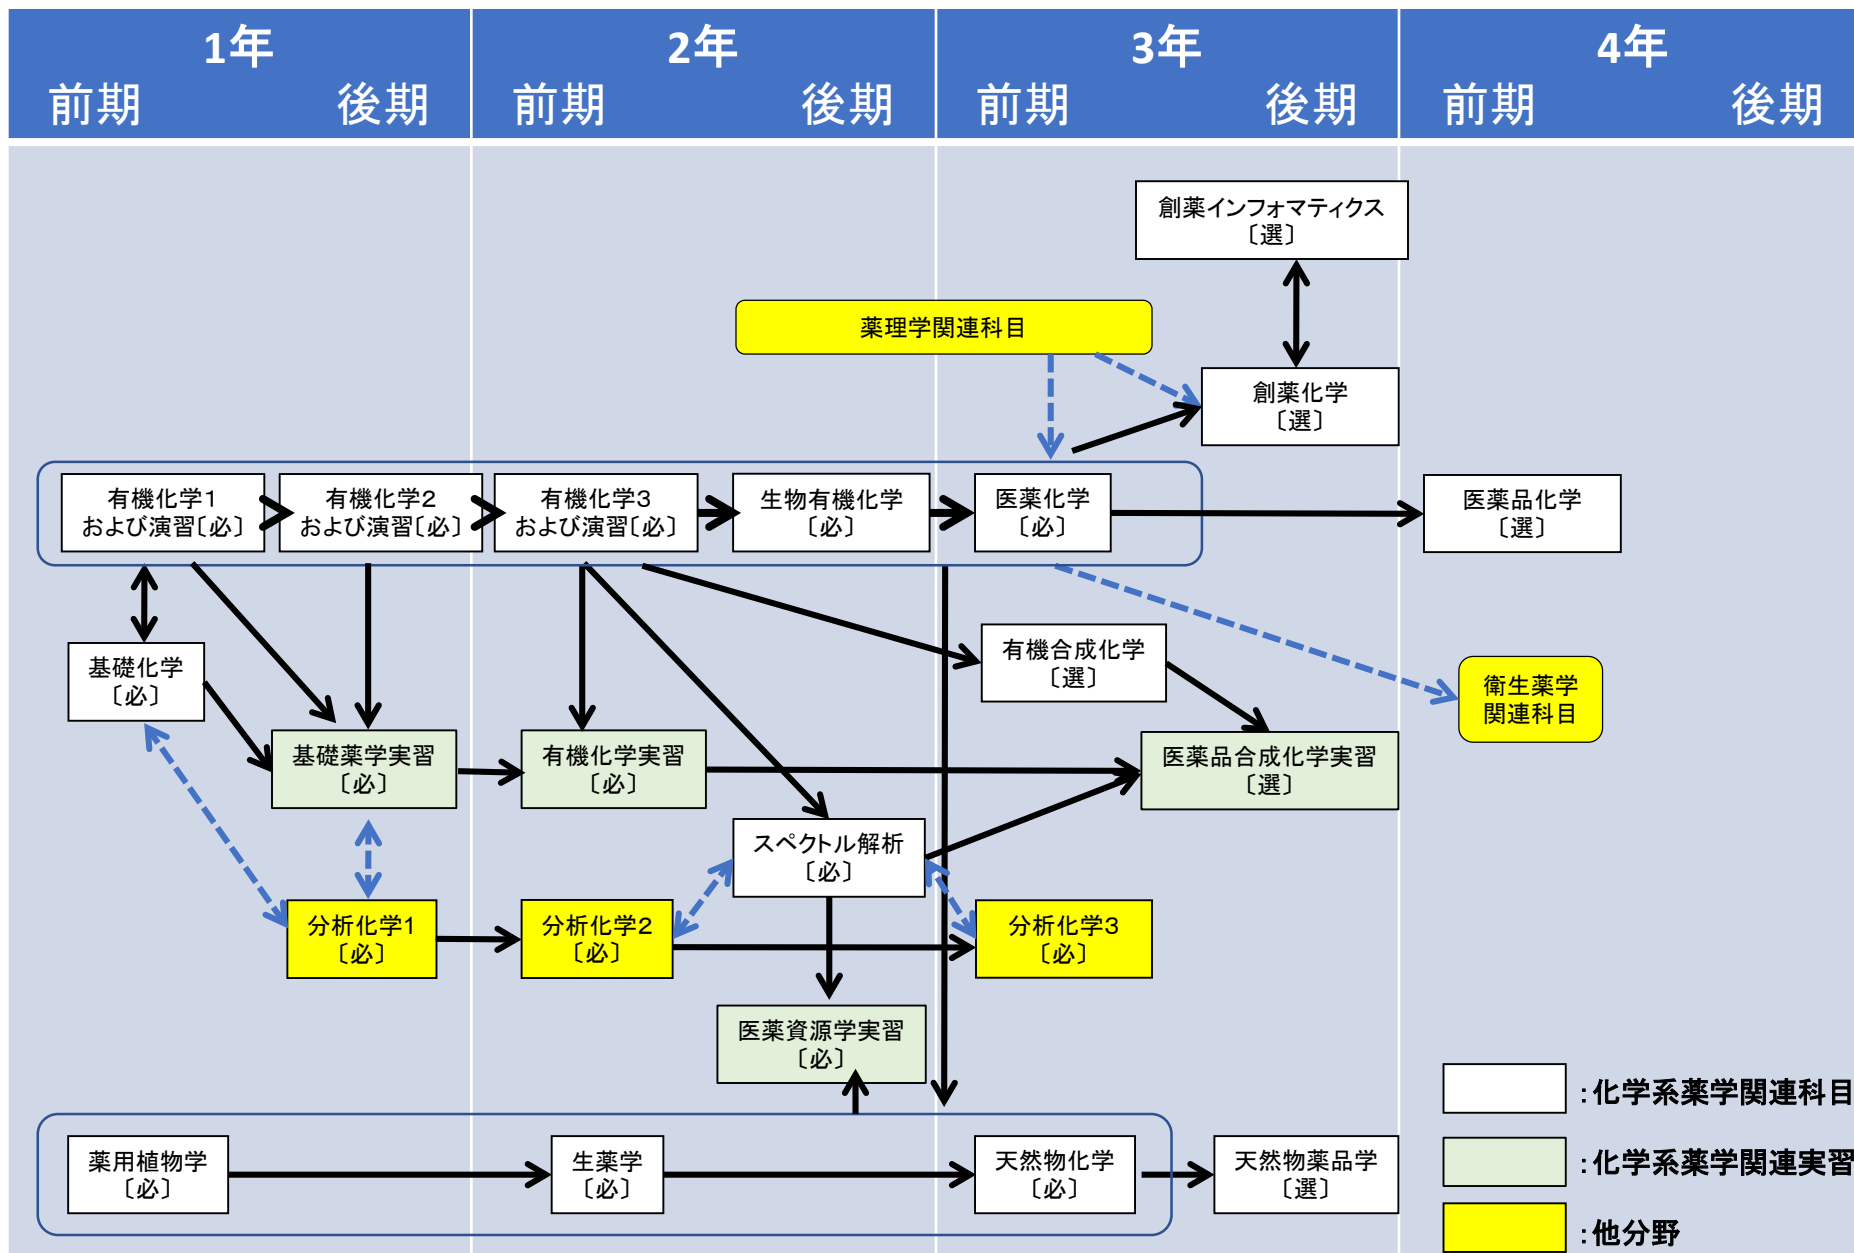 1年
2年
3年
4年
前期 後期
前期 後期
前期 後期
前期 後期
創薬インフォマティクス
〔選〕
薬理学関連科目
創薬化学
〔選〕
有機化学1
および演習〔必〕
有機化学2
および演習〔必〕
有機化学3
および演習〔必〕
生物有機化学
〔必〕
医薬化学
〔必〕
医薬品化学
〔選〕
基礎化学
〔必〕
有機合成化学
〔選〕
衛生薬学
関連科目
基礎薬学実習
〔必〕
有機化学実習
〔必〕
医薬品合成化学実習
〔選〕
スペクトル解析
〔必〕
分析化学1
〔必〕
分析化学2
〔必〕
分析化学3
〔必〕
医薬資源学実習
〔必〕
薬用植物学
〔必〕
生薬学
〔必〕
天然物化学
〔必〕
天然物薬品学
〔選〕
:化学系薬学関連科目
:化学系薬学関連実習
:他分野